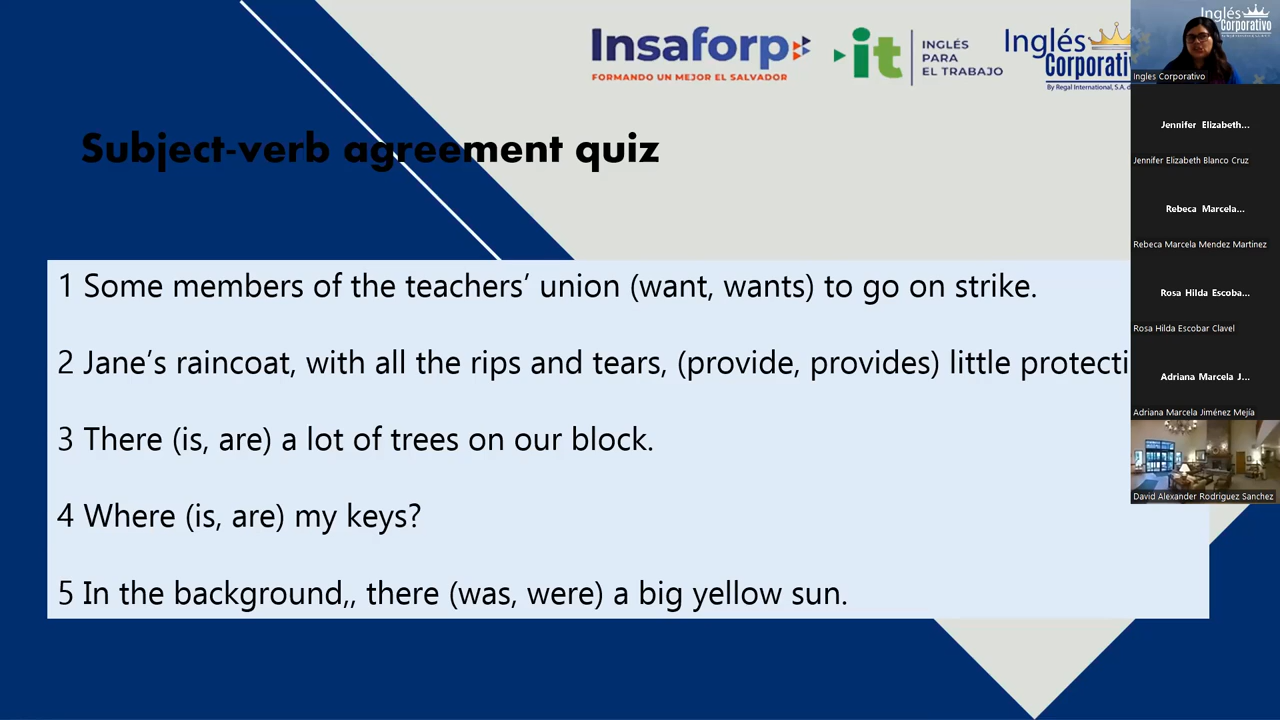 Insaforp
FORMANDO UN MEJOR EL SALVADOR
it
INGLÉS
PARA
EL TRABAJO
Inglés
Corporativ
By Regal International, S.A. d
Inglés
Corporativo
Ingles Corporativo
Subject-verb agreement quiz
Jennifer Elizabeth...
Jennifer Elizabeth Blanco Cruz
Rebeca Marcela...
Rebeca Marcela Mendez Martinez
Rosa Hilda Escoba...
Rosa Hilda Escobar Clavel
Adriana Marcela J...
Adriana Marcela Jiménez Mejía
David Alexander Rodriguez Sanchez
1 Some members of the teachers’ union (want, wants) to go on strike.
2 Jane’s raincoat, with all the rips and tears, (provide, provides) little protecti
3 There (is, are) a lot of trees on our block.
4 Where (is, are) my keys?
5 In the background,, there (was, were) a big yellow sun.